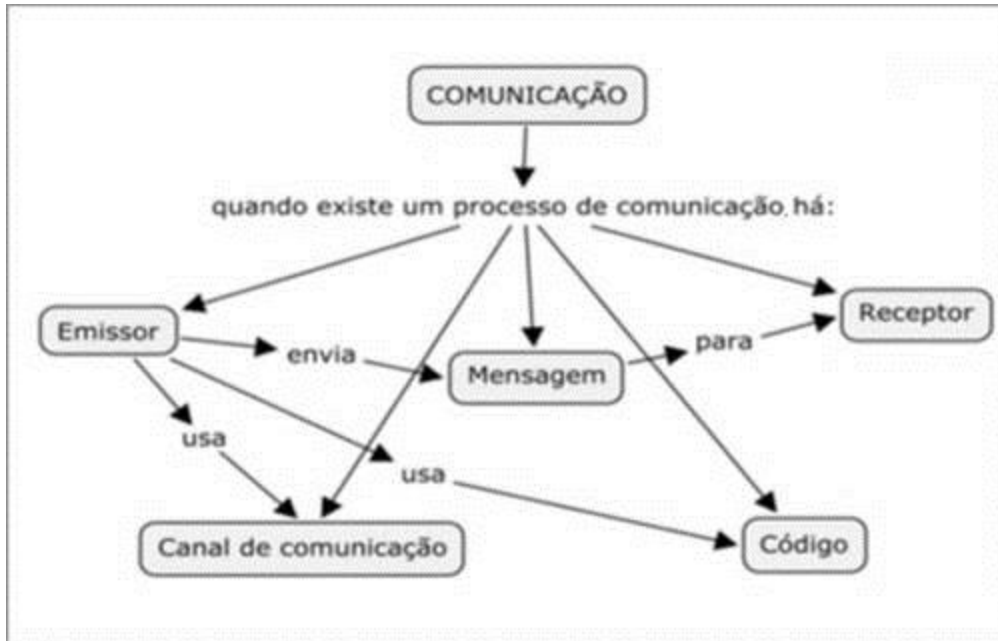 COMUNICAÇÃO
quando existe um processo de comunicação, há:
Receptor
Emissor
envia
para
Mensagem
usa
usa
Canal de comunicação
Código